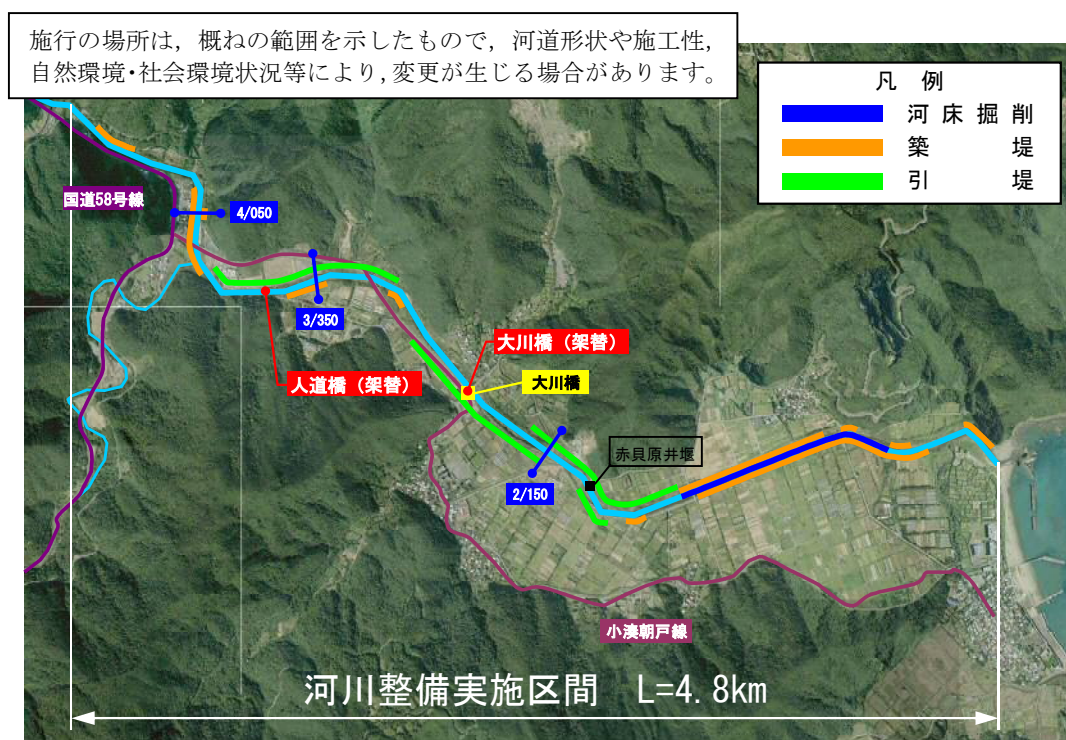 施行の場所は，概ねの範囲を示したもので，河道形状や施工性，
自然環境・社会環境状況等により，変更が生じる場合があります。
凡例
河床掘削
築堤
引堤
国道58号線
4/050
3/350
大川橋（架替）
人道橋（架替）
大川橋
赤貝原井堰
2/150
小湊朝戸線
河川整備実施区間 L=4.8km